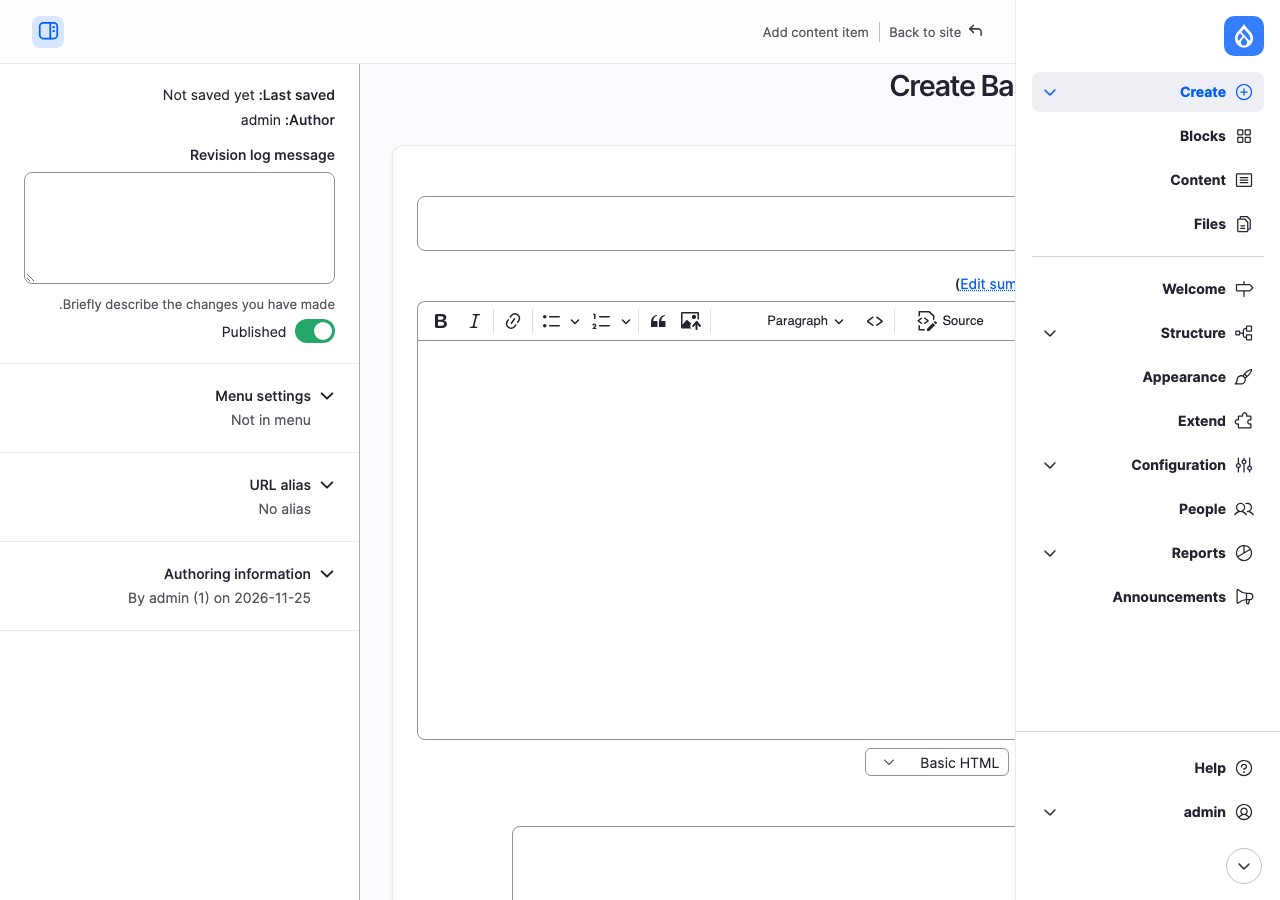 Add content item
Back to site
Create
Blocks
Content
Files
Welcome
Structure
Appearance
Extend
Configuration
People
Reports
Announcements
Help
admin
Create Ba
(Edit sum
Paragraph
Source
Basic HTML
Last saved: Not saved yet
Author: admin
Revision log message
Briefly describe the changes you have made.
Published
Menu settings
Not in menu
URL alias
No alias
Authoring information
By admin (1) on 2026-11-25